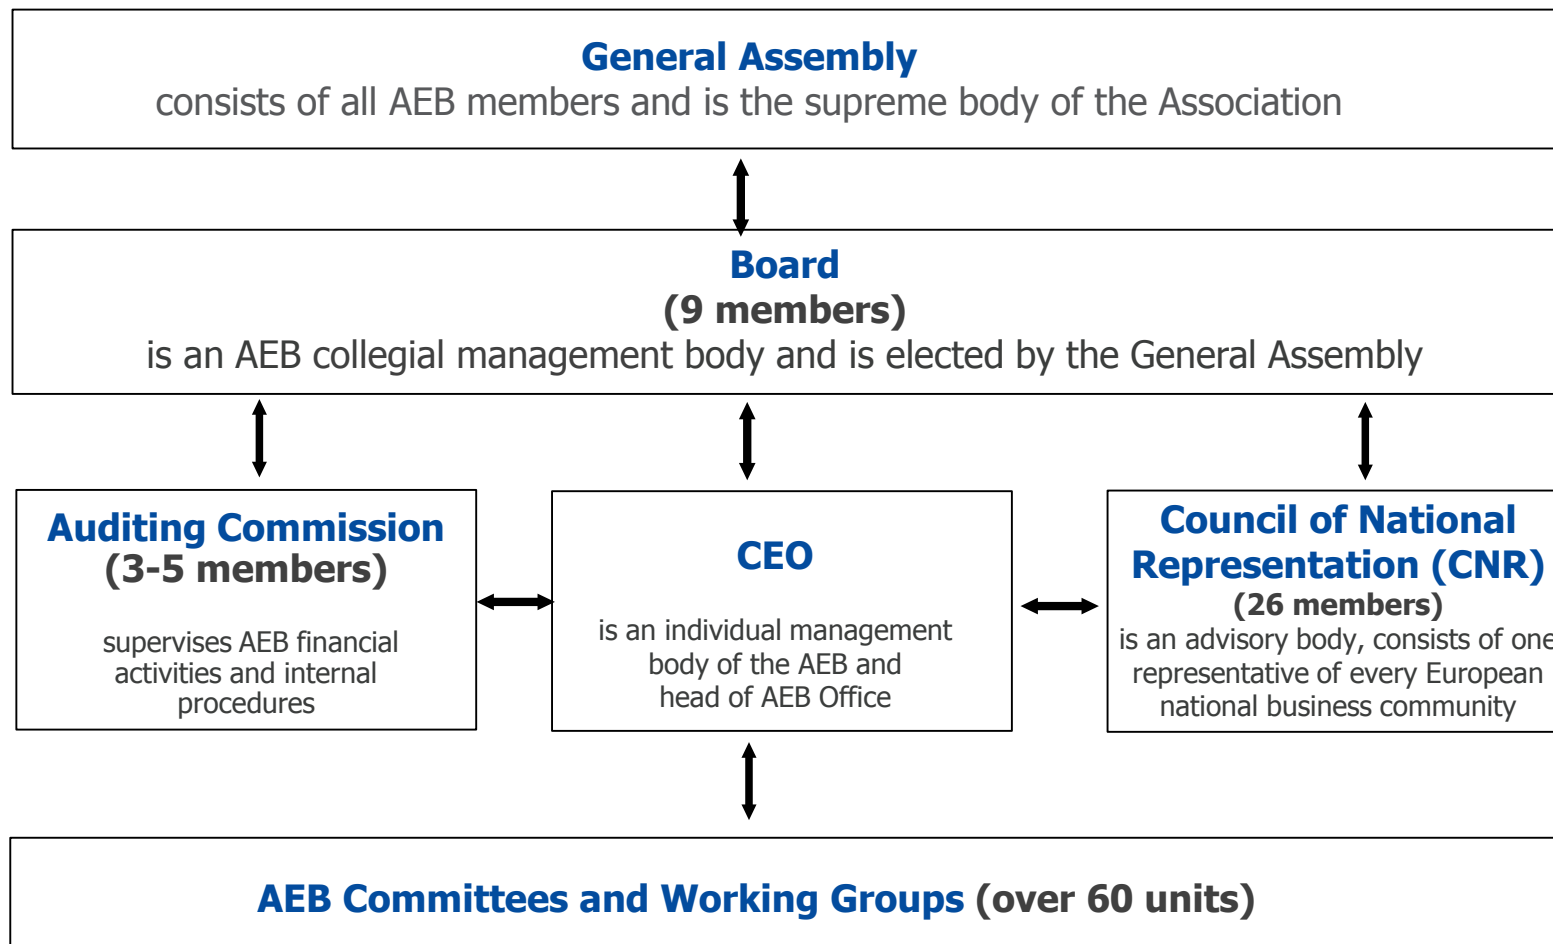 General Assembly
consists of all AEB members and is the supreme body of the Association
Board
(9 members)
is an AEB collegial management body and is elected by the General Assembly
Auditing Commission
(3-5 members)
supervises AEB financial
activities and internal
procedures
CEO
is an individual management
body of the AEB and
head of AEB Office
Council of National
Representation (CNR)
(26 members)
is an advisory body, consists of one
representative of every European
national business community
AEB Committees and Working Groups (over 60 units)